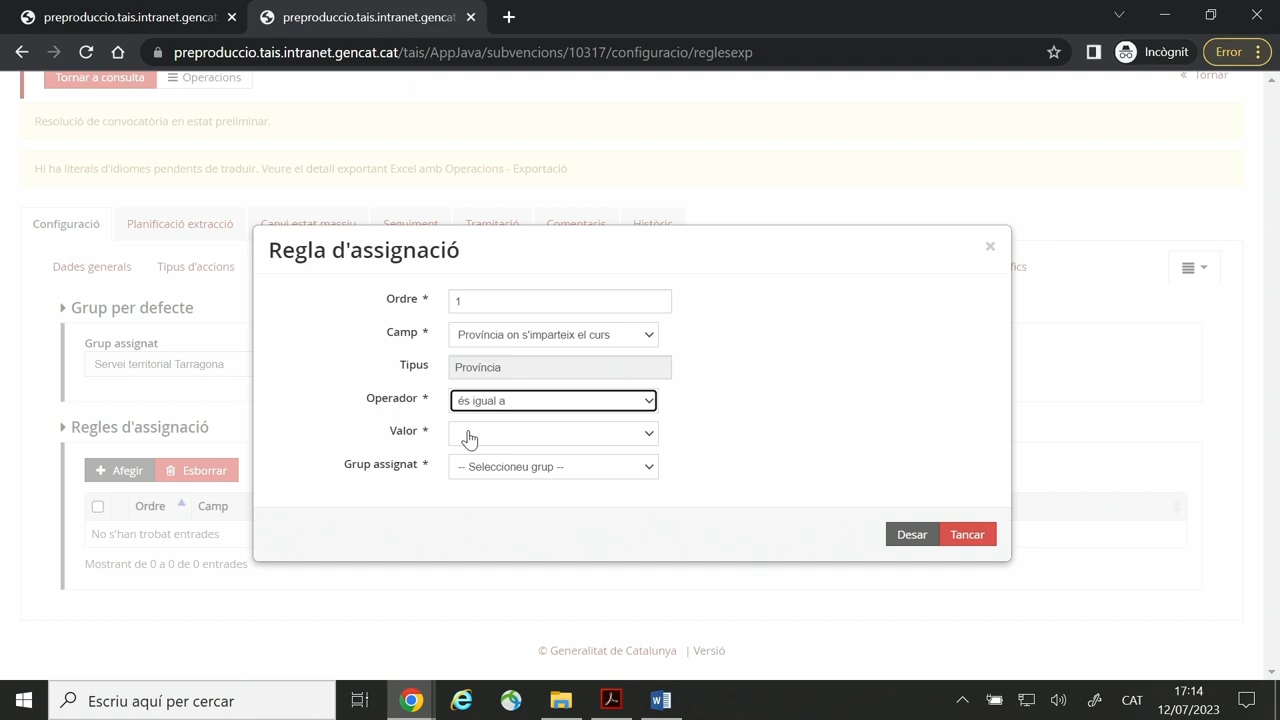 preproduccio.tais.intranet.gencat
preproduccio.tais.intranet.gencat
preproduccio.tais.intranet.gencat.cat/tais/AppJava/subvencions/10317/configuracio/reglesexp
Incògnit
Error
Tornar a consulta
Operacions
« Tornar
Resolució de convocatòria en estat preliminar.
Hi ha literals d'idiomes pendents de traduir. Veure el detall exportant Excel amb Operacions - Exportació
Configuració
Planificació extracció
Canvi estat massiu
Seguiment
Tramitació
Comentaris
Històric
Dades generals
Tipus d'accions
Grup per defecte
Grup assignat
Servei territorial Tarragona
Regles d'assignació
Afegir
Esborrar
Ordre
Camp
No s'han trobat entrades
Mostrant de 0 a 0 de 0 entrades
Regla d'assignació
×
Ordre *
1
Camp *
Província on s'imparteix el curs
Tipus
Província
Operador *
és igual a
Valor *
Grup assignat *
-- Seleccioneu grup --
Desar
Tancar
© Generalitat de Catalunya | Versió
Escriu aquí per cercar
CAT
17:14
12/07/2023